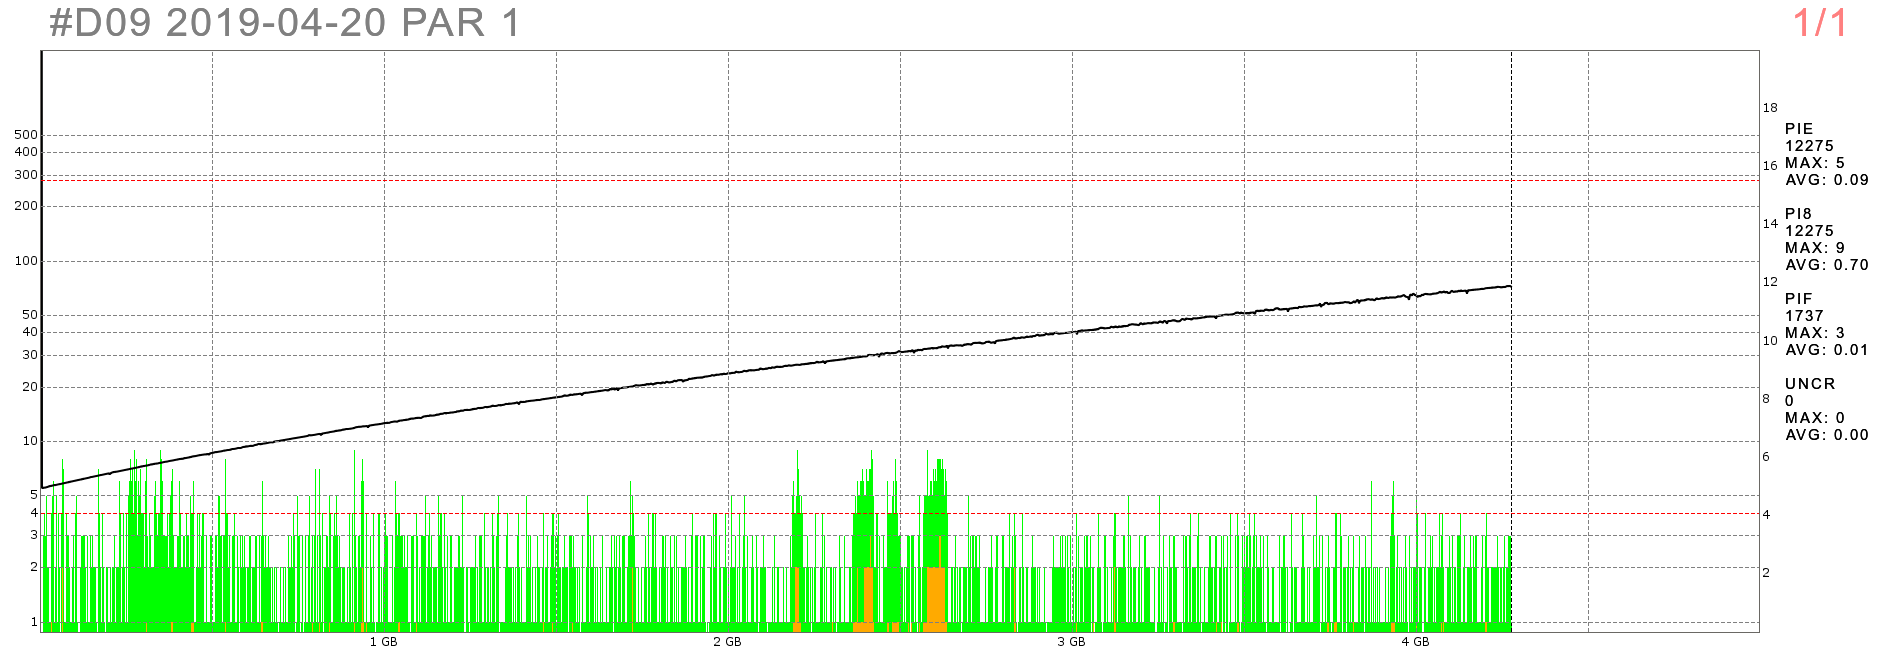 #D09 2019-04-20 PAR 1
1/1
500
400
300
200
100
50
40
30
20
10
5
4
3
2
1
18
16
14
12
10
8
6
4
2
1 GB
2 GB
3 GB
4 GB
PIE
12275
MAX: 5
AVG: 0.09
PI8
12275
MAX: 9
AVG: 0.70
PIF
1737
MAX: 3
AVG: 0.01
UNCR
0
MAX: 0
AVG: 0.00